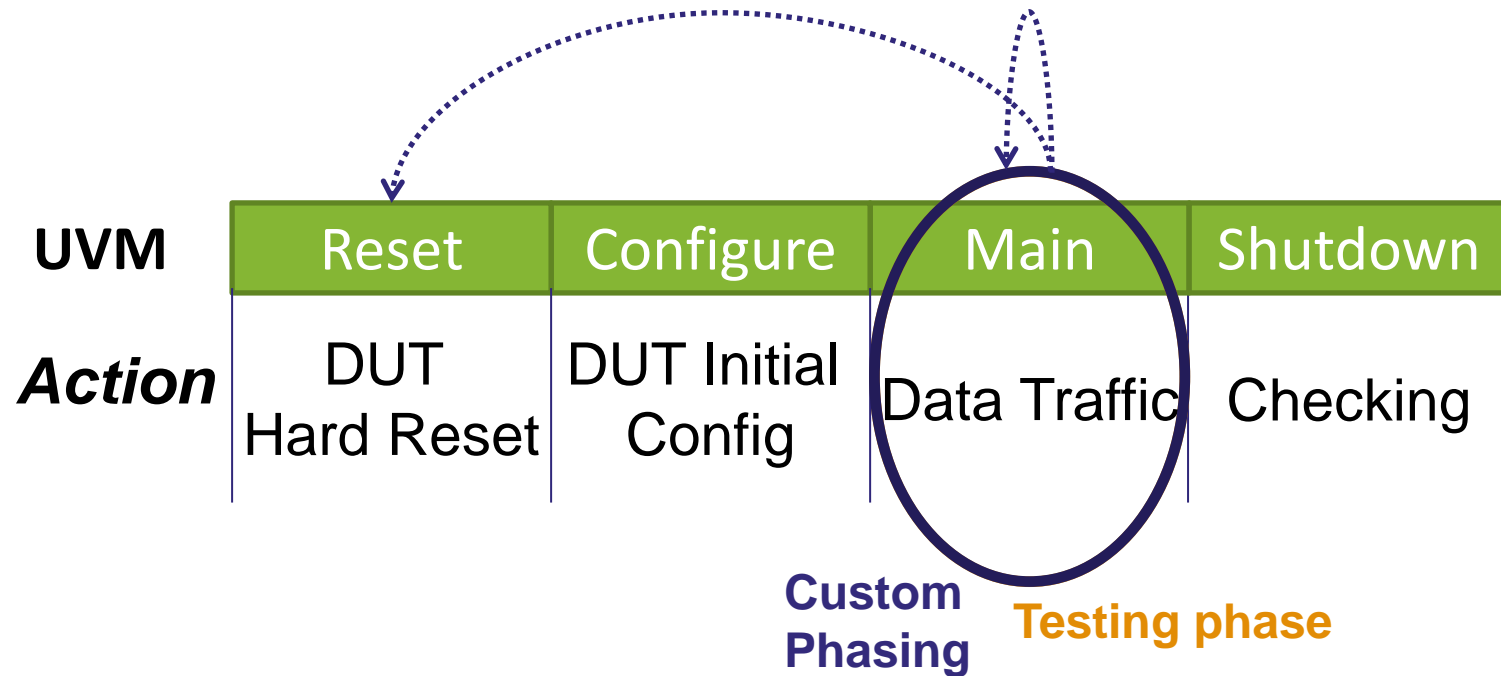 UVM Reset Configure Main Shutdown
Action
DUT
Hard Reset
DUT Initial
Config
Data Traffic
Checking
Custom
Phasing
Testing phase